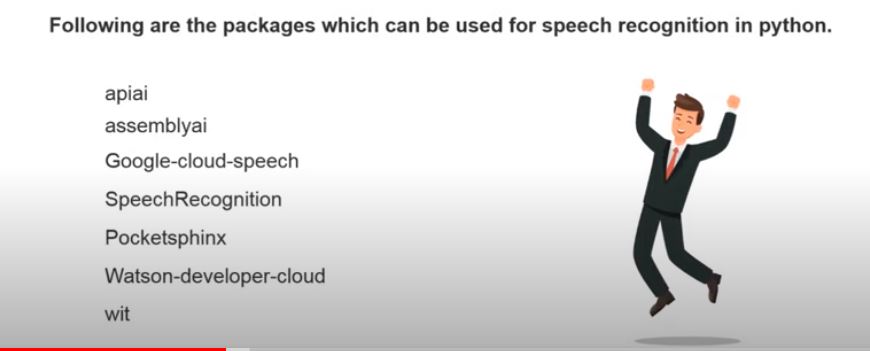 Following are the packages which can be used for speech recognition in python.
apiai
assemblyai
Google-cloud-speech
SpeechRecognition
Pocketsphinx
Watson-developer-cloud
wit